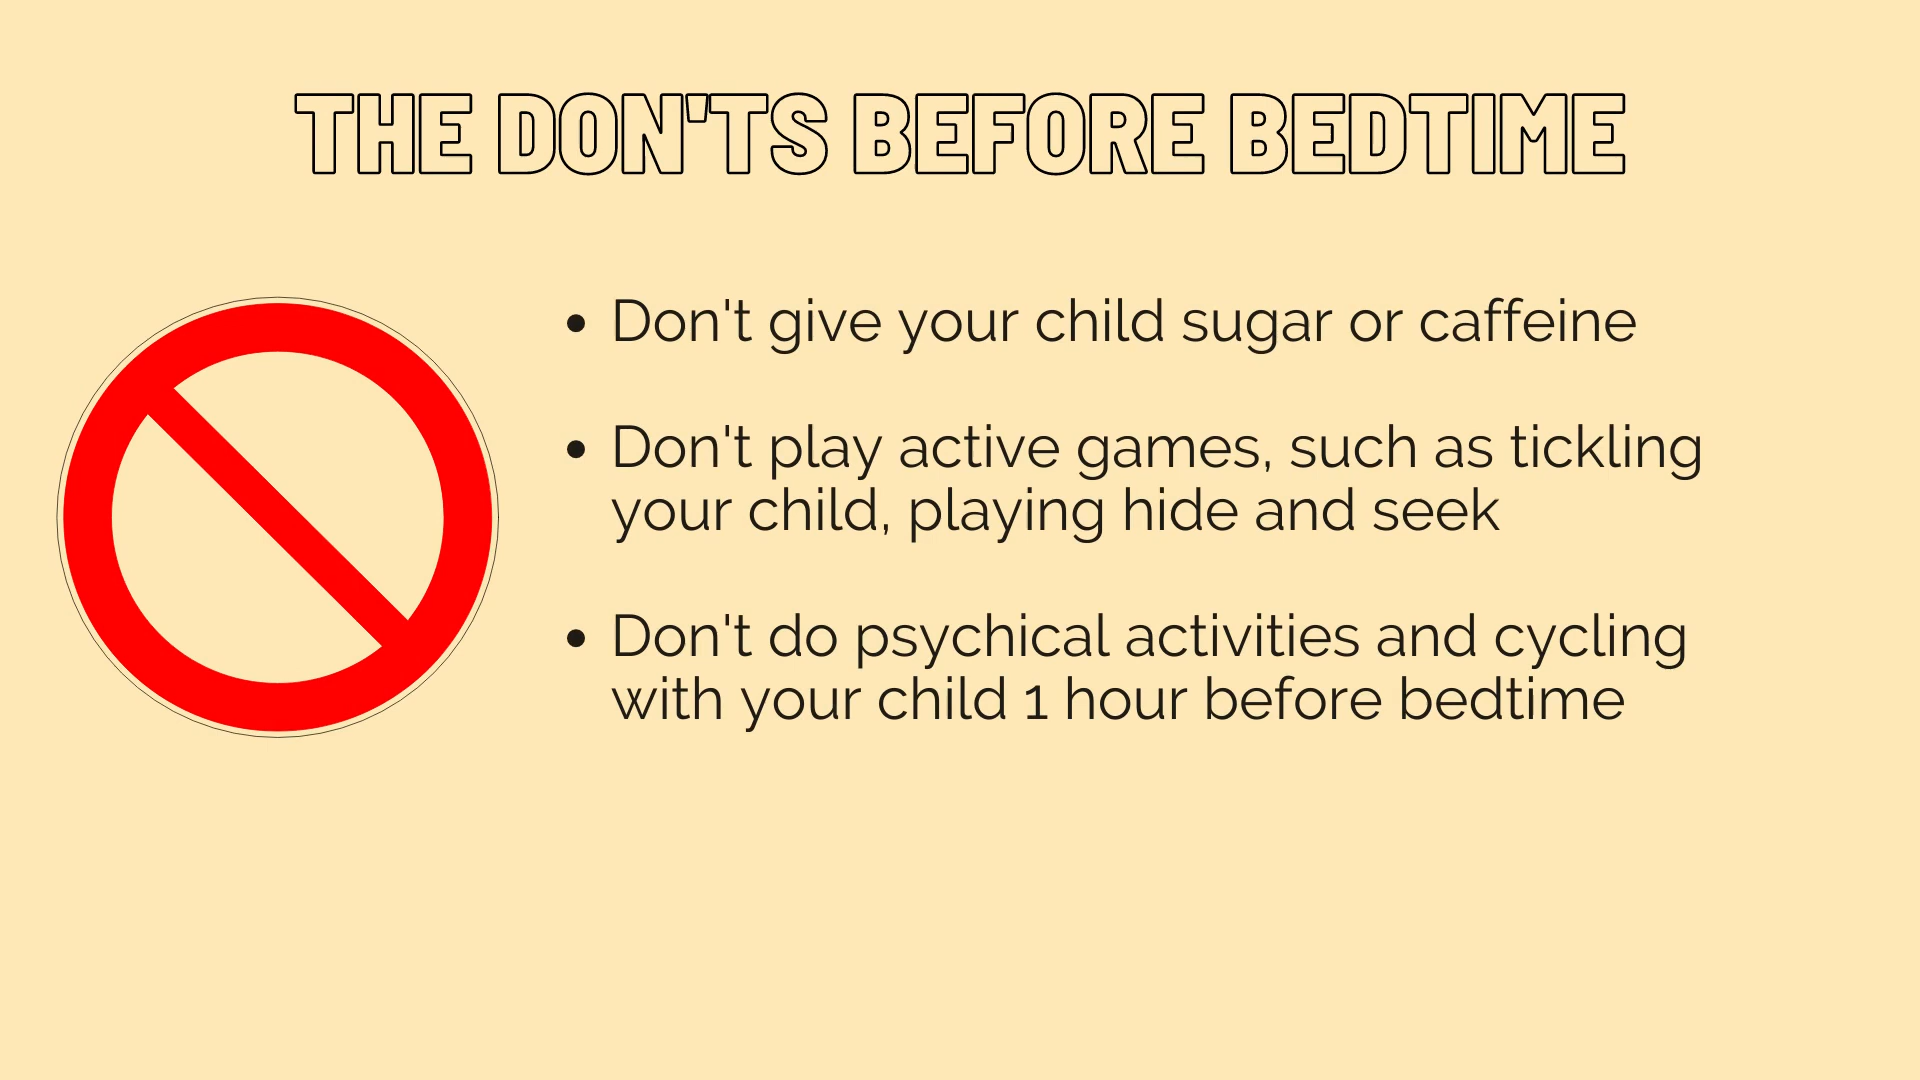 THE DON'TS BEFORE BEDTIME
• Don't give your child sugar or caffeine
• Don't play active games, such as tickling
your child, playing hide and seek
• Don't do psychical activities and cycling
with your child 1 hour before bedtime